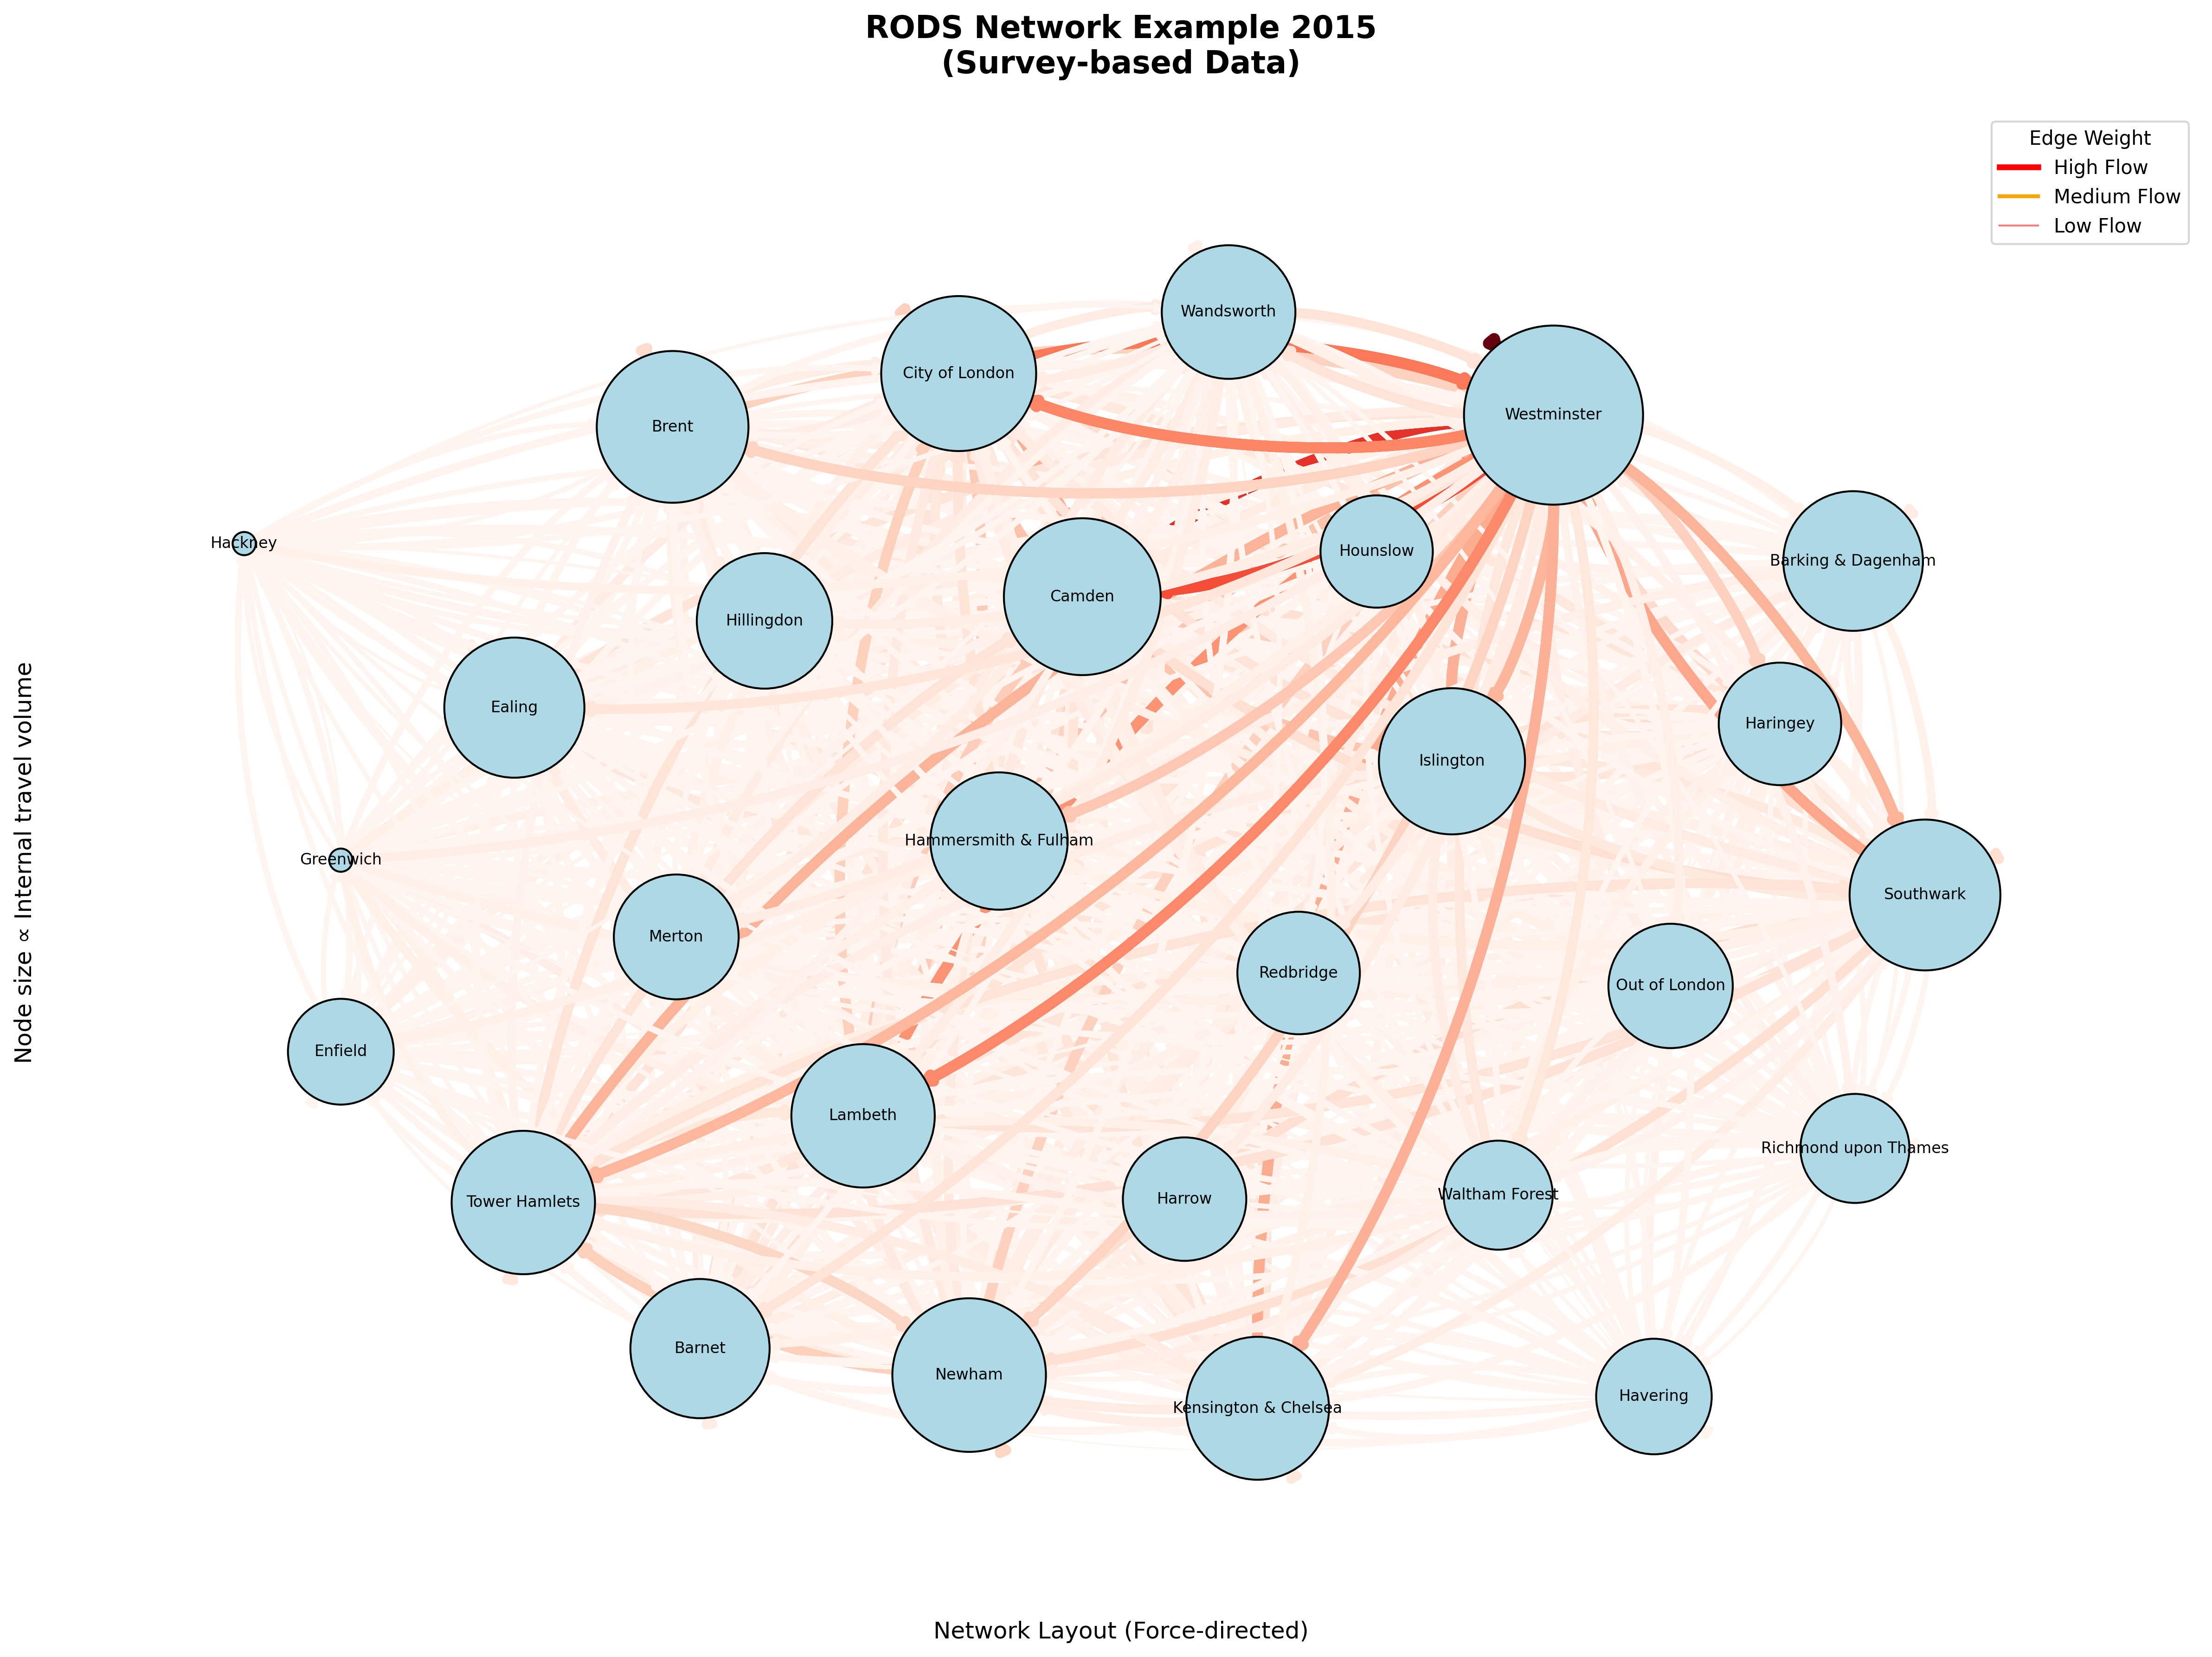 RODS Network Example 2015
(Survey-based Data)
Edge Weight
High Flow
Medium Flow
Low Flow
Wandsworth
City of London
Westminster
Brent
Hackney
Hounslow
Barking & Dagenham
Camden
Hillingdon
Ealing
Haringey
Islington
Hammersmith & Fulham
Greenwich
Southwark
Merton
Redbridge
Out of London
Enfield
Lambeth
Richmond upon Thames
Tower Hamlets
Harrow
Waltham Forest
Barnet
Newham
Havering
Kensington & Chelsea
Node size ∝ Internal travel volume
Network Layout (Force-directed)